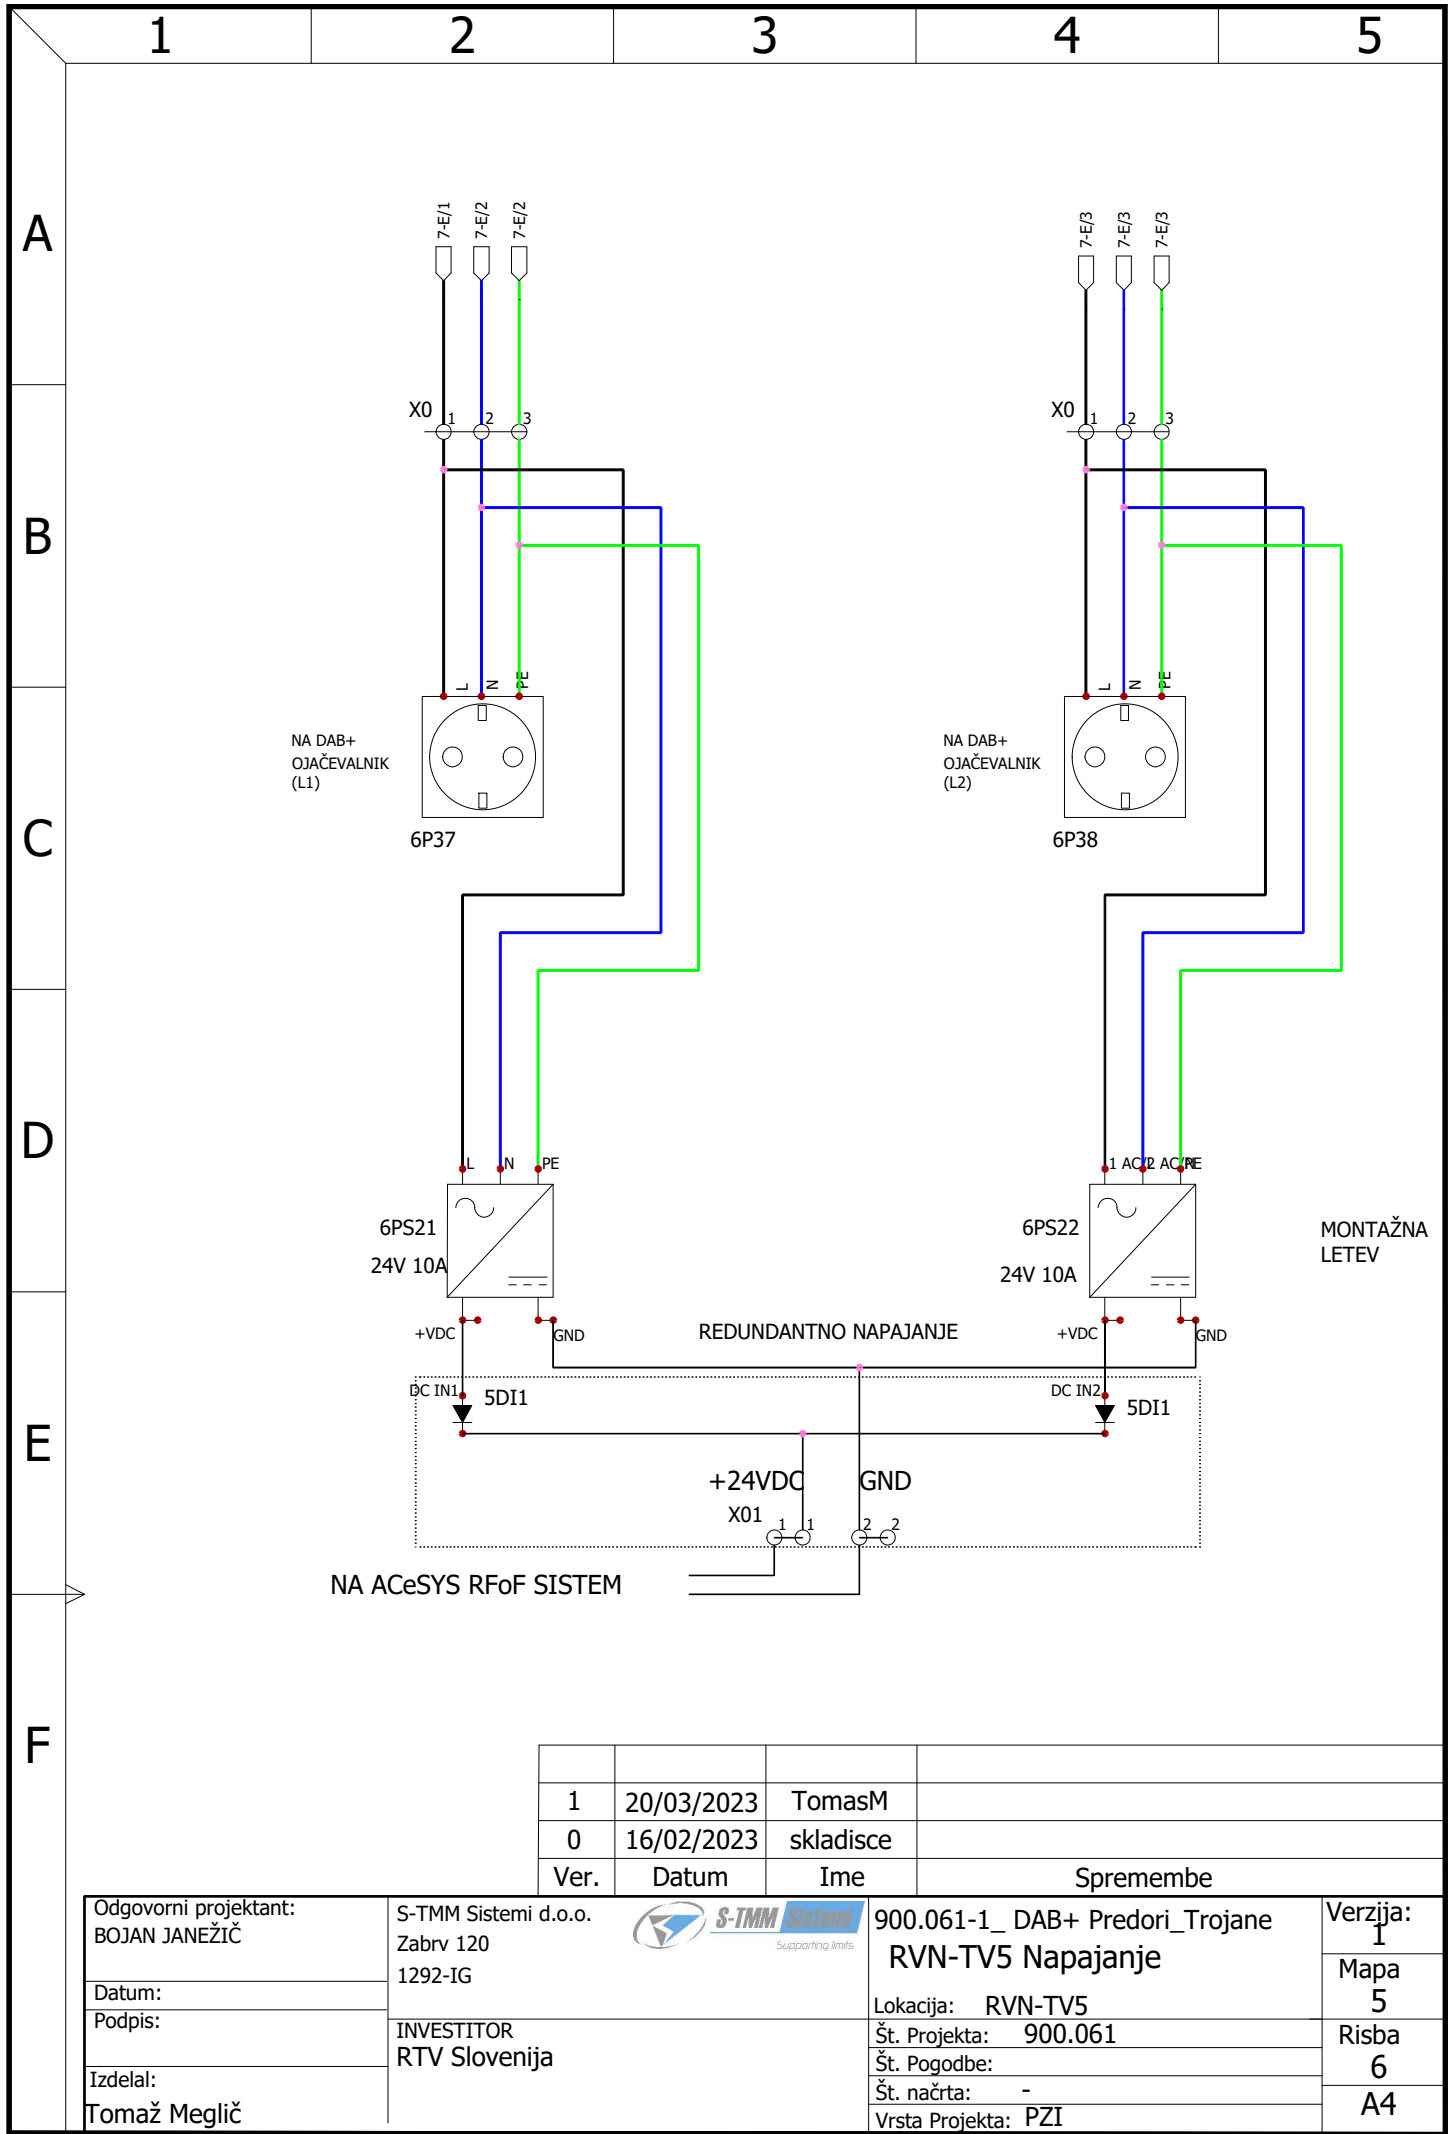 1 2 3 4 5
A
B
C
D
E
F
7-E/1 7-E/2 7-E/2
7-E/3 7-E/3 7-E/3
X0 1 2 3
X0 1 2 3
L N PE
L N PE
NA DAB+
OJAČEVALNIK
(L1)
6P37
NA DAB+
OJAČEVALNIK
(L2)
6P38
L N PE
6PS21
24V 10A
+VDC
GND
1 AC/L 2 AC/N PE
6PS22
24V 10A
+VDC
GND
MONTAŽNA
LETEV
REDUNDANTNO NAPAJANJE
DC IN1
5DI1
DC IN2
5DI1
+24VDC GND
X01 1 1 2 2
NA ACeSYS RFoF SISTEM
1 20/03/2023 TomasM
0 16/02/2023 skladisce
Ver. Datum Ime Spremembe
Odgovorni projektant:
BOJAN JANEŽIČ
Datum:
Podpis:
Izdelal:
Tomaž Meglič
S-TMM Sistemi d.o.o.
Zabrv 120
1292-IG
S-TMM Sistemi
Supporting limits
INVESTITOR
RTV Slovenija
900.061-1_ DAB+ Predori_Trojane
RVN-TV5 Napajanje
Lokacija: RVN-TV5
Št. Projekta: 900.061
Št. Pogodbe:
Št. načrta: -
Vrsta Projekta: PZI
Verzija:
1
Mapa
5
Risba
6
A4